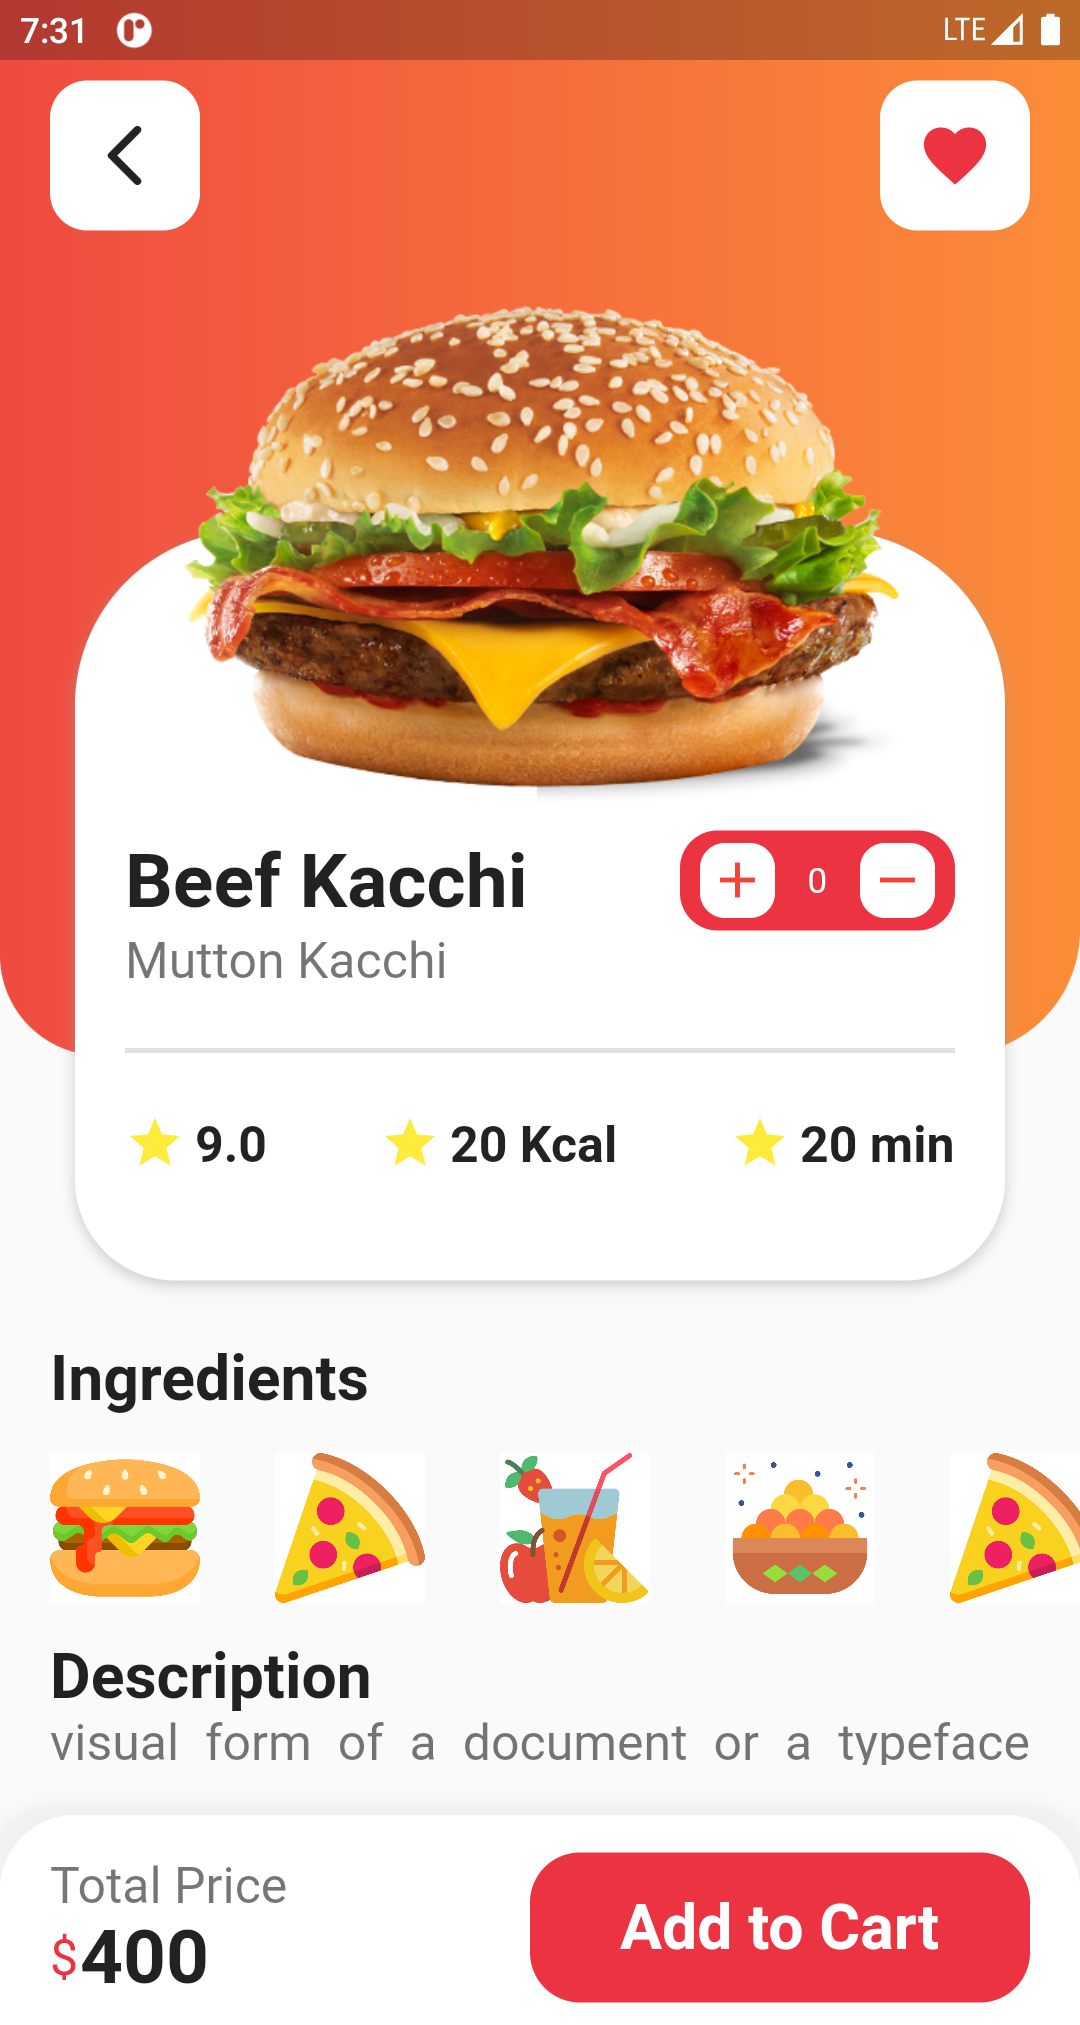 7:31
LTE
Beef Kacchi
0
Mutton Kacchi
9.0
20 Kcal
20 min
Ingredients
Description
visual form of a document or a typeface
Total Price
$400
Add to Cart